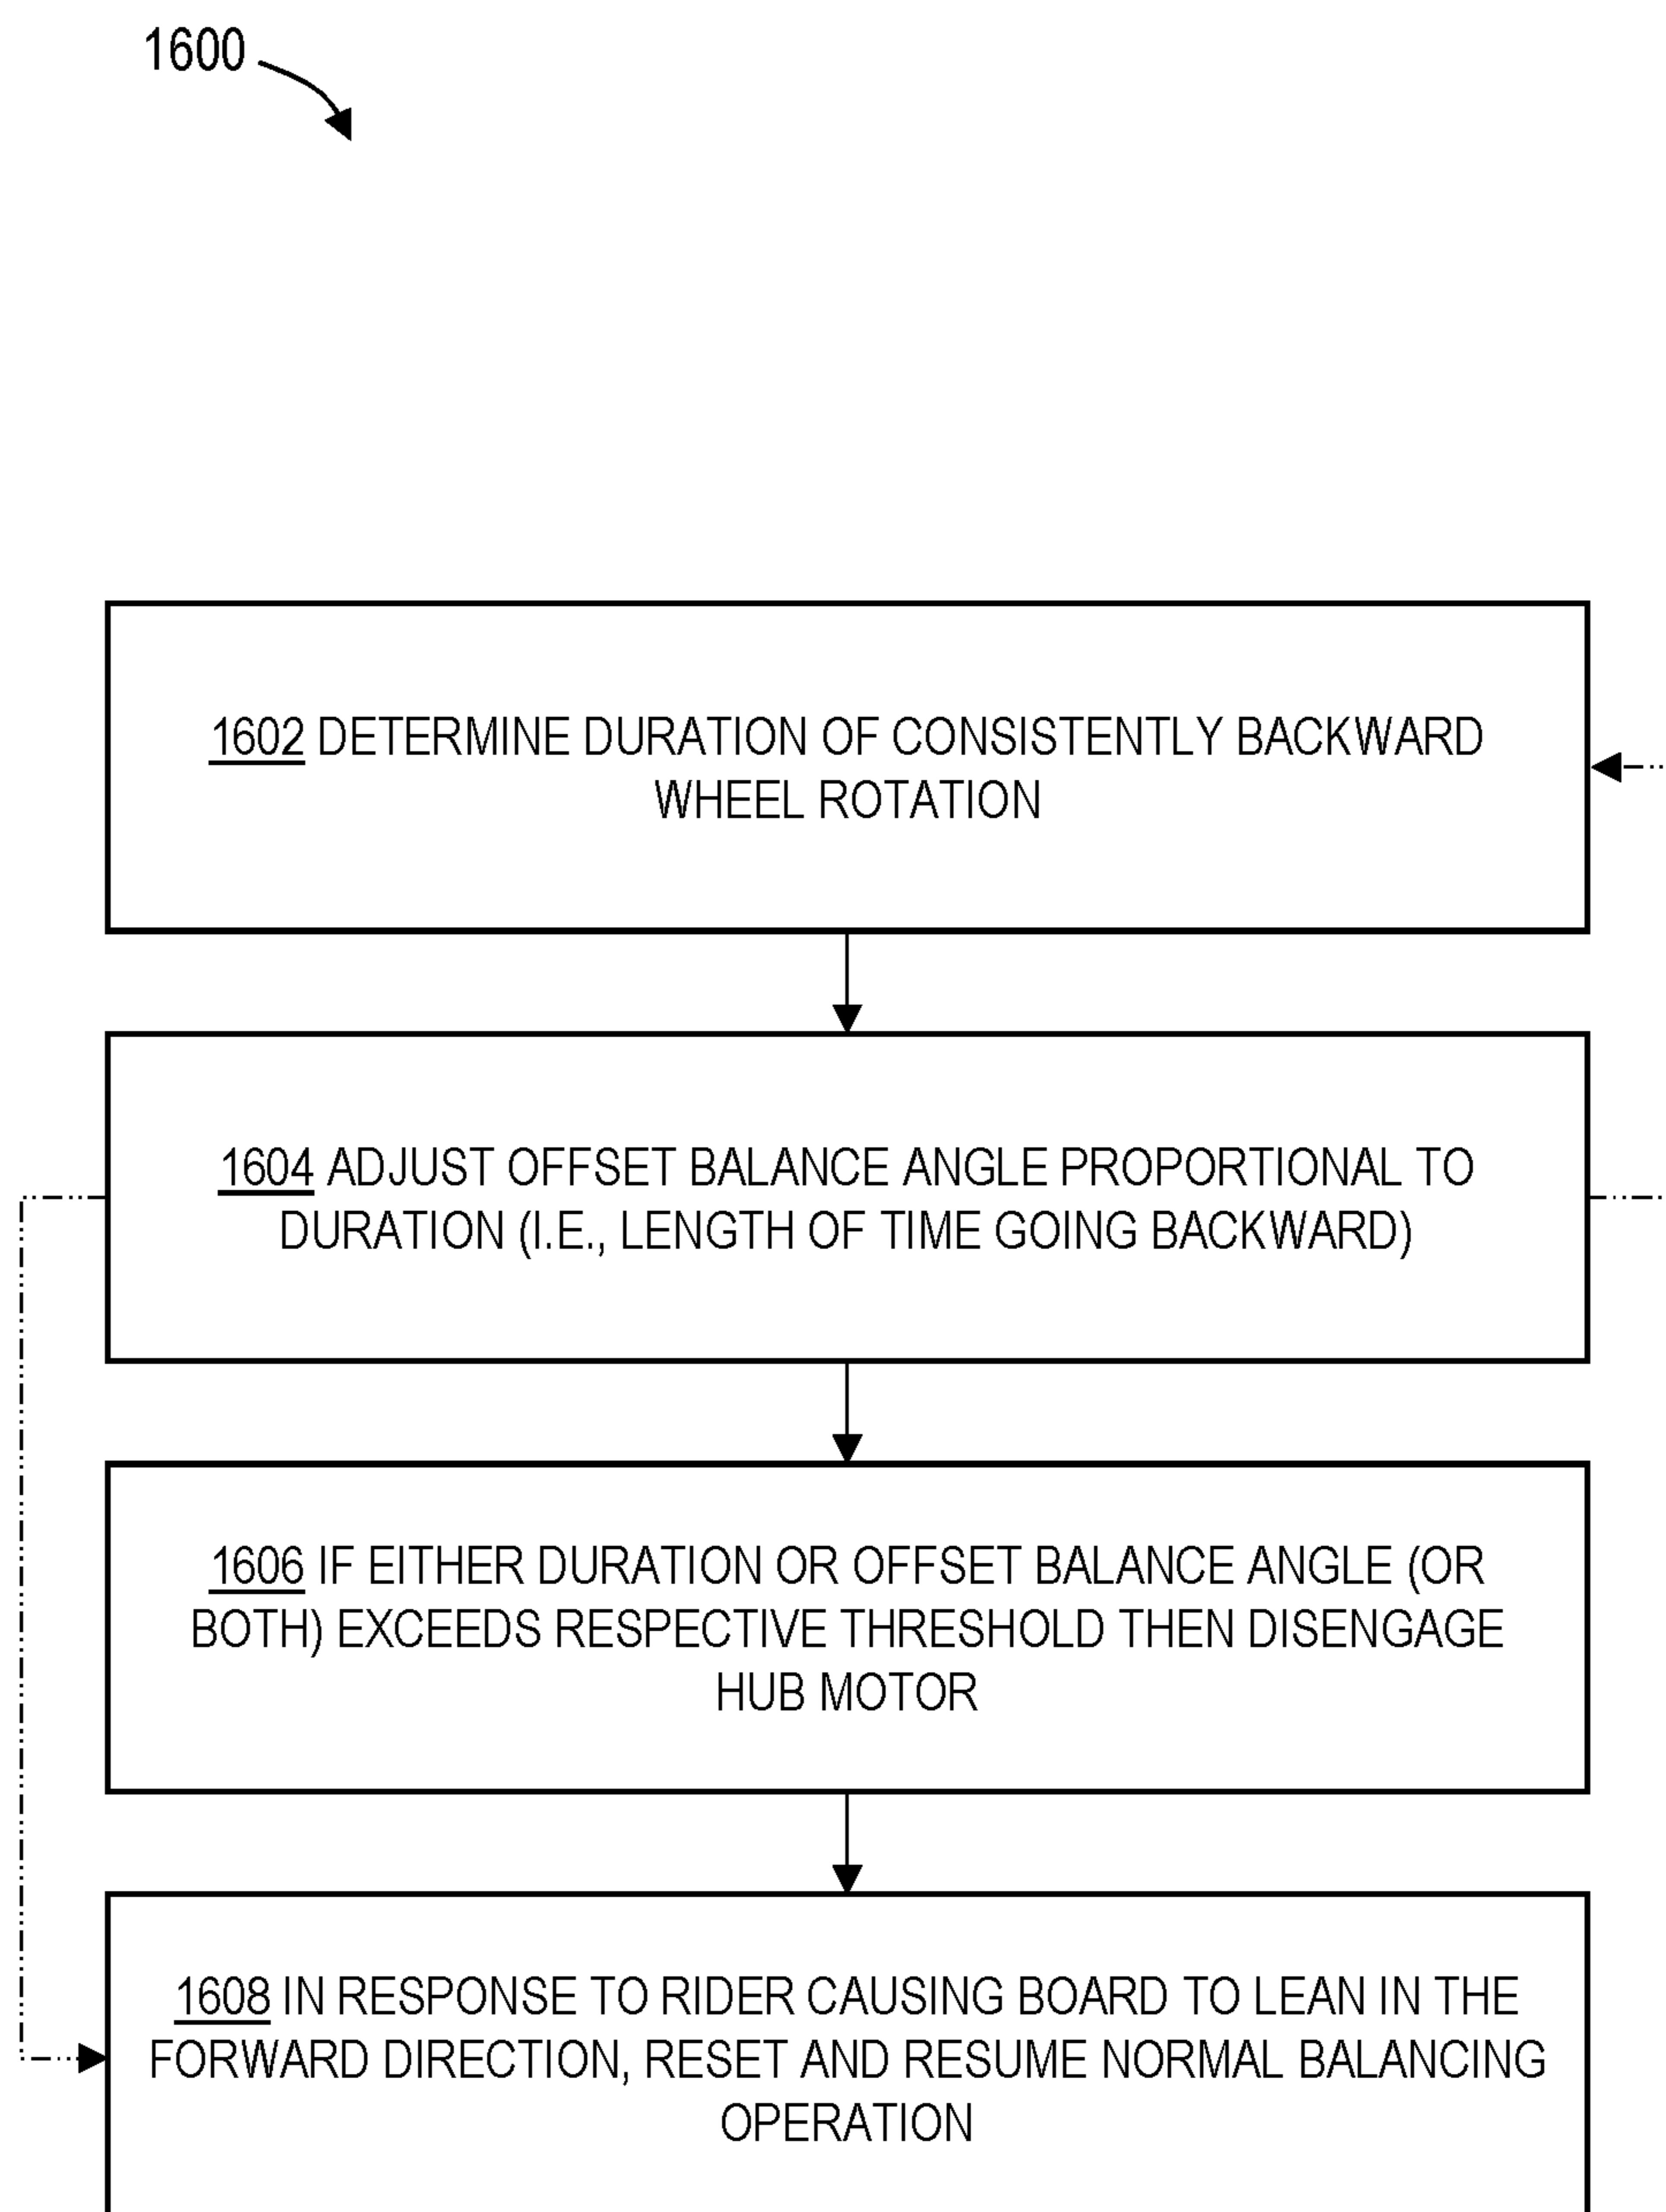 1600
1602 DETERMINE DURATION OF CONSISTENTLY BACKWARD
WHEEL ROTATION
1604 ADJUST OFFSET BALANCE ANGLE PROPORTIONAL TO
DURATION (I.E., LENGTH OF TIME GOING BACKWARD)
1606 IF EITHER DURATION OR OFFSET BALANCE ANGLE (OR
BOTH) EXCEEDS RESPECTIVE THRESHOLD THEN DISENGAGE
HUB MOTOR
1608 IN RESPONSE TO RIDER CAUSING BOARD TO LEAN IN THE
FORWARD DIRECTION, RESET AND RESUME NORMAL BALANCING
OPERATION